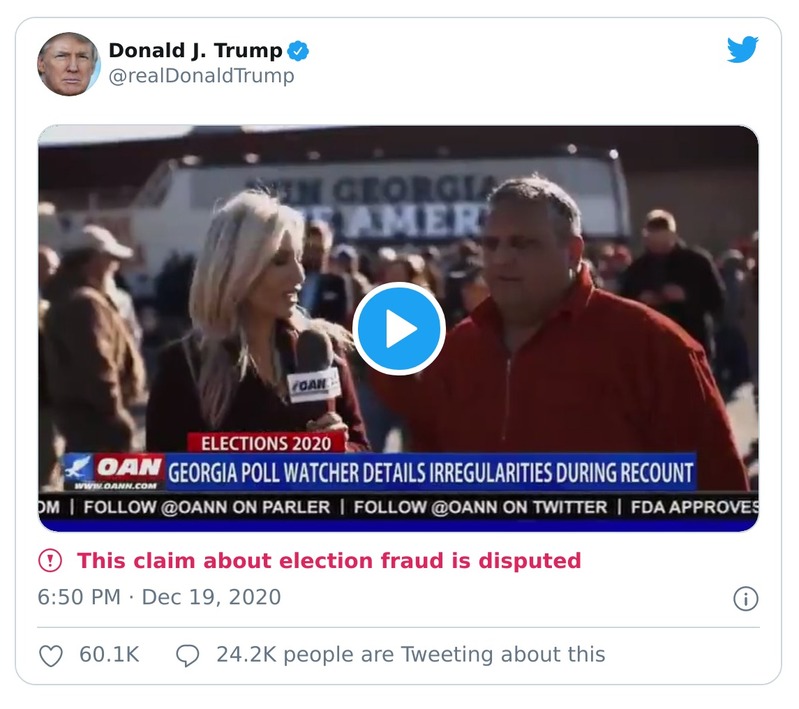 Donald J. Trump
@realDonaldTrump
IN GEORGIA
AMER
OAN
ELECTIONS 2020
OAN
www.oann.com
GEORGIA POLL WATCHER DETAILS IRREGULARITIES DURING RECOUNT
OM | FOLLOW @OANN ON PARLER | FOLLOW @OANN ON TWITTER | FDA APPROVES
This claim about election fraud is disputed
6:50 PM · Dec 19, 2020
60.1K 24.2K people are Tweeting about this